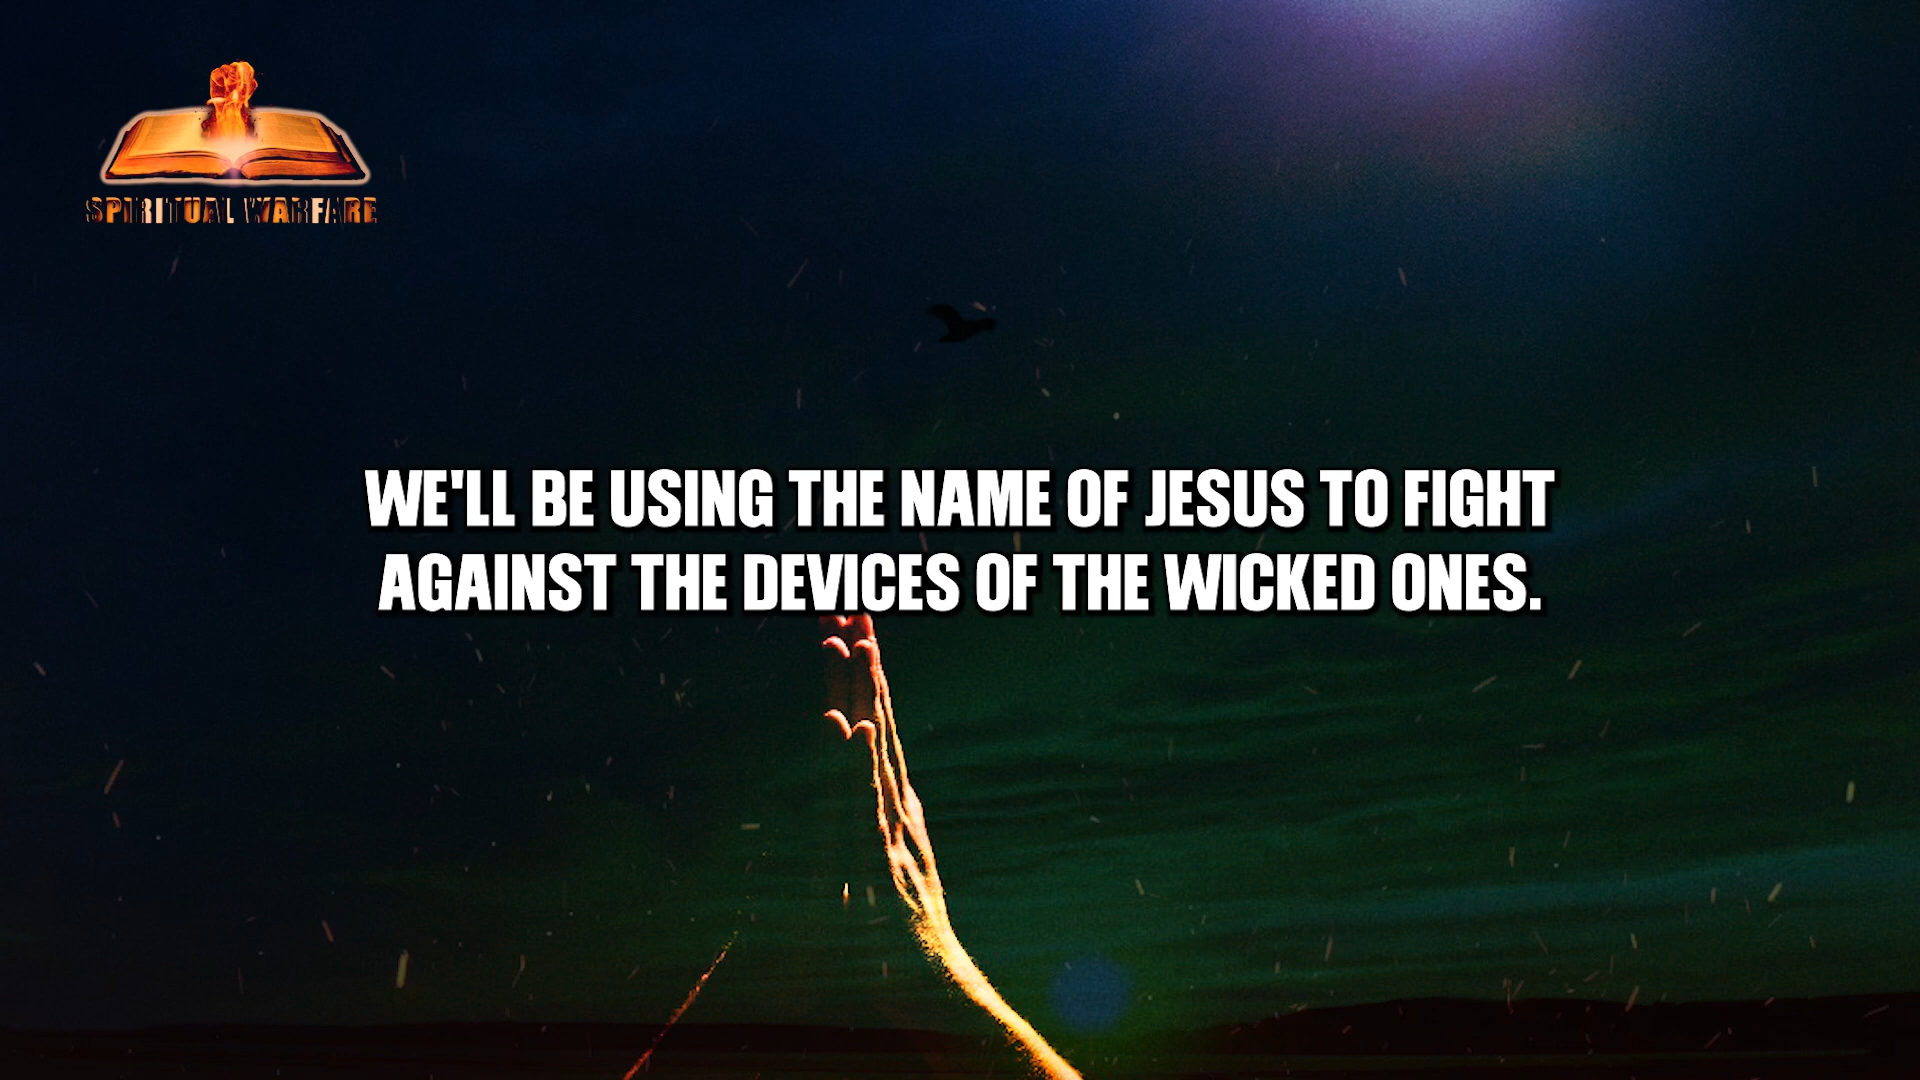 SPIRITUAL WARFARE
WE'LL BE USING THE NAME OF JESUS TO FIGHT
AGAINST THE DEVICES OF THE WICKED ONES.